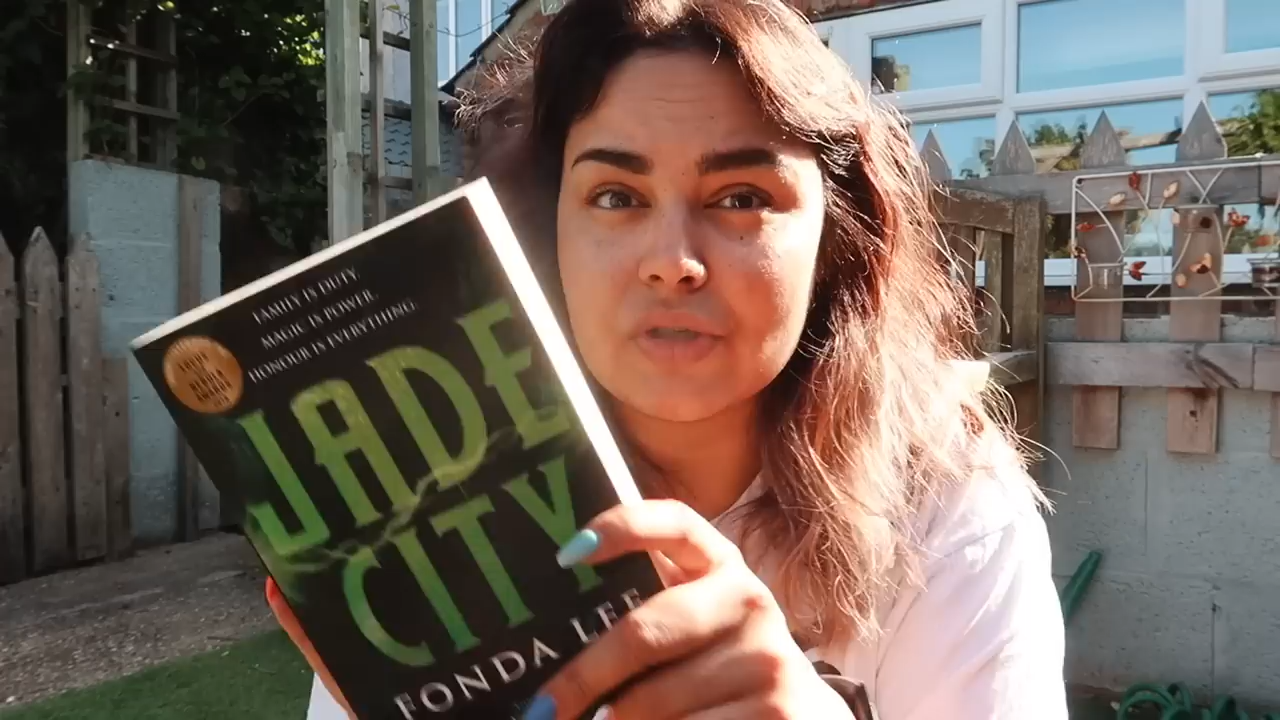 FAMILY IS DUTY.
MAGIC IS POWER.
HONOUR IS EVERYTHING.
JADE
CITY
FONDA LEE